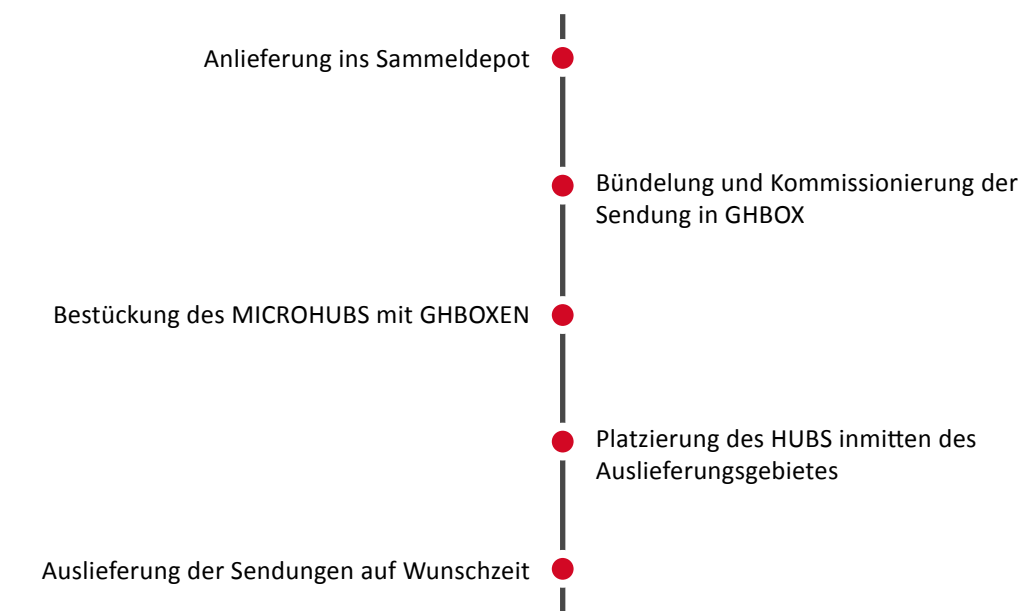 Anlieferung ins Sammeldepot
Bündelung und Kommissionierung der
Sendung in GHBOX
Bestückung des MICROHUBS mit GHBOXEN
Platzierung des HUBS inmitten des
Auslieferungsgebietes
Auslieferung der Sendungen auf Wunschzeit